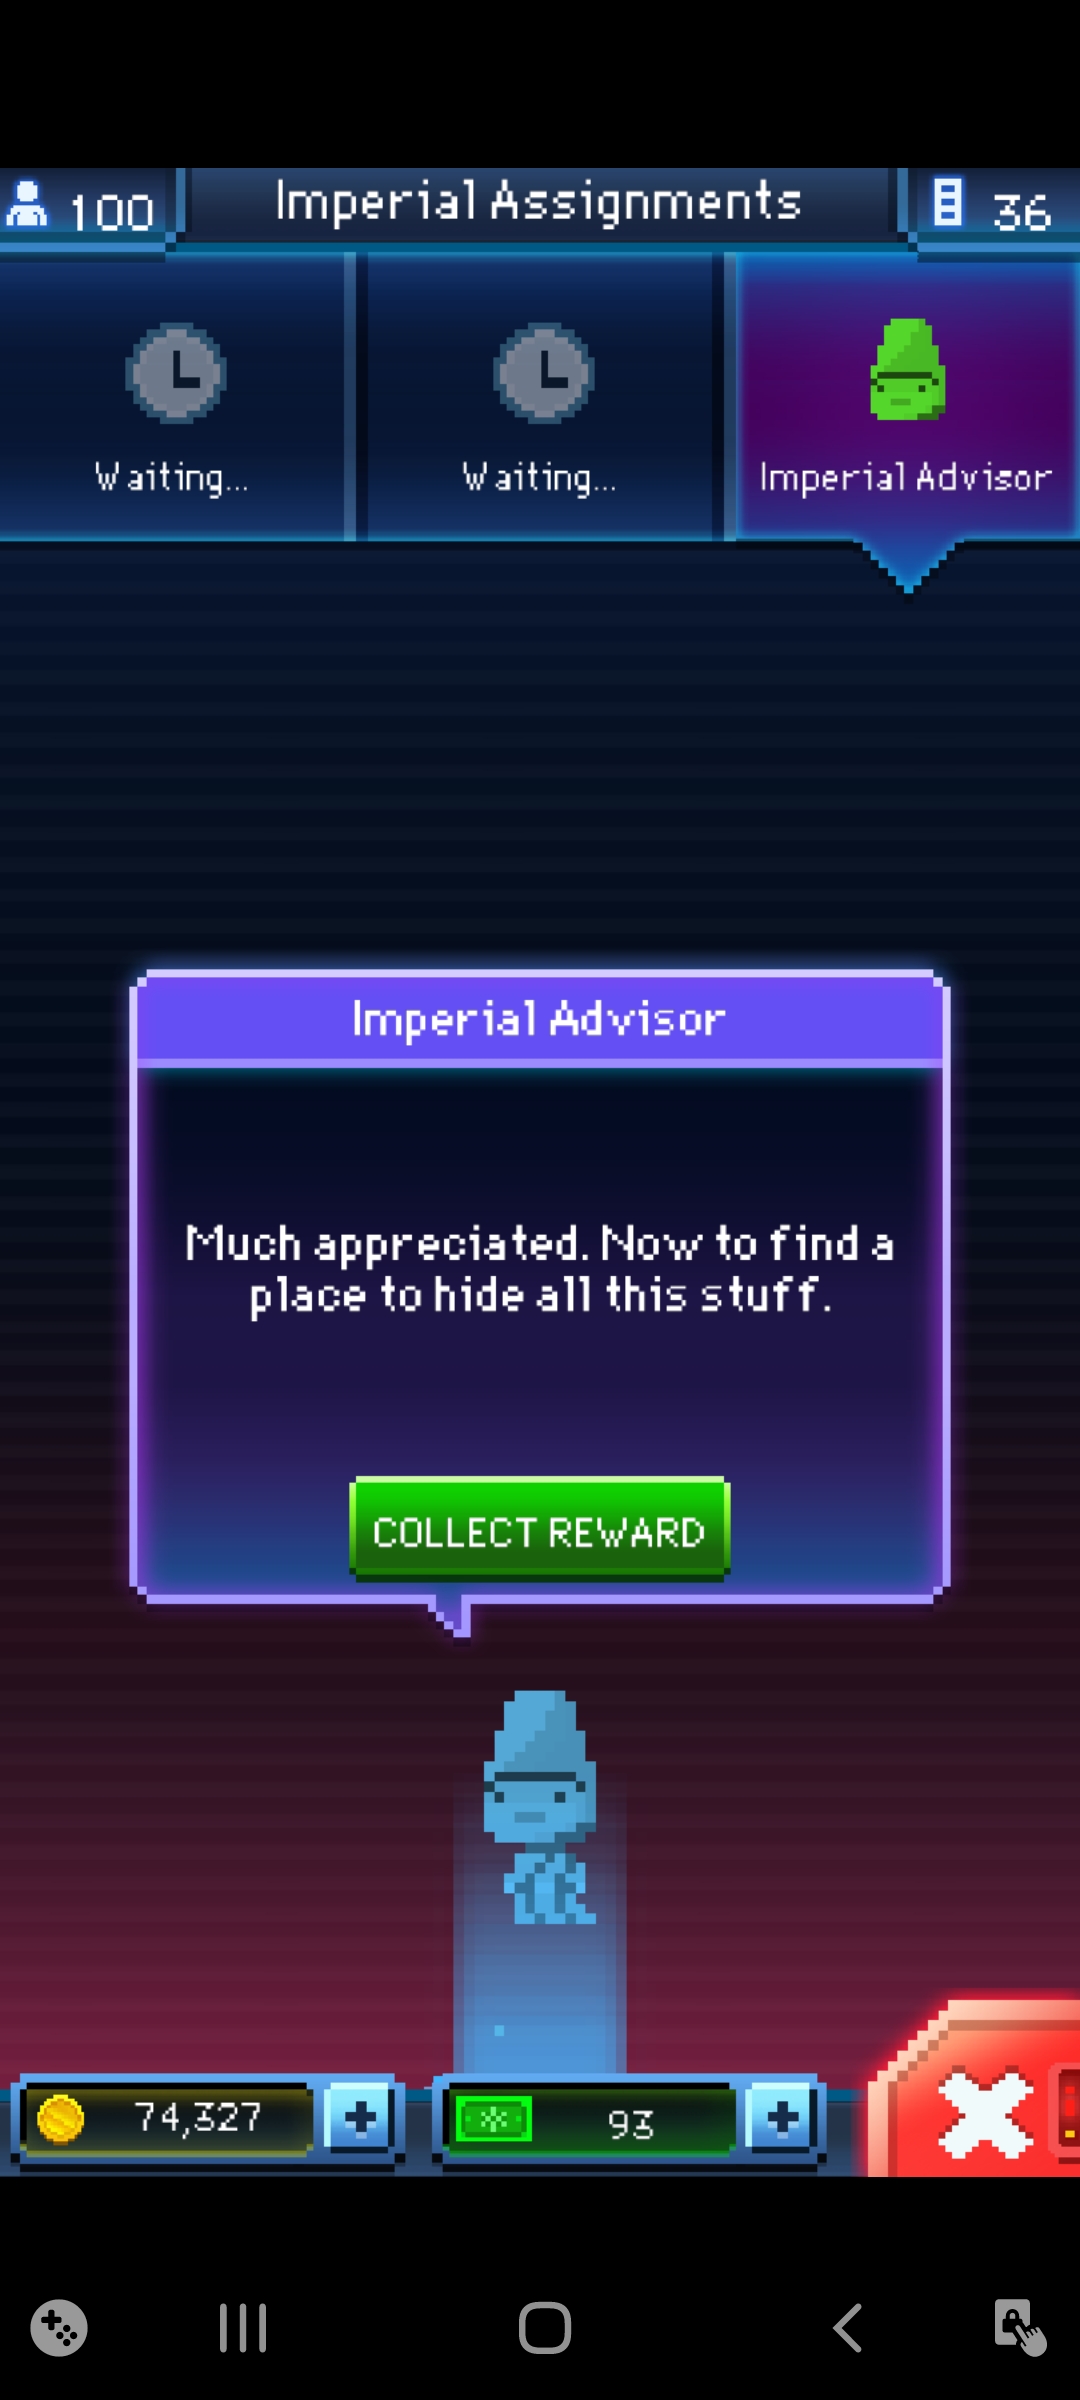 100
Imperial Assignments
36
Waiting...
Waiting...
Imperial Advisor
Imperial Advisor
Much appreciated. Now to find a
place to hide all this stuff.
COLLECT REWARD
74,327
93